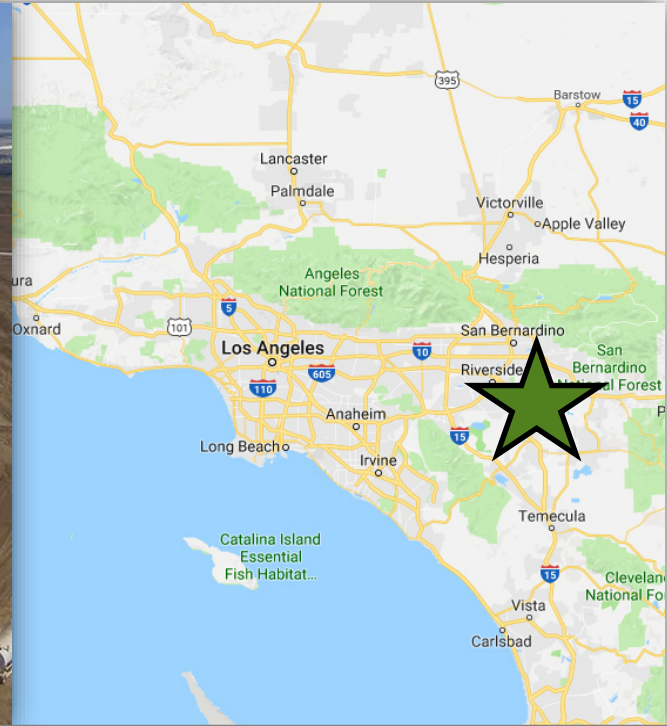 395
Barstow
15
40
Lancaster
Palmdale
Victorville
Apple Valley
Hesperia
Angeles
National Forest
ura
5
Oxnard
101
San Bernardino
Los Angeles
10
San
Bernardino
National Forest
605
Riverside
110
Anaheim
P
15
Long Beach
Irvine
Temecula
Catalina Island
Essential
Fish Habitat...
15
Clevelan
National Fo
Vista
Carlsbad